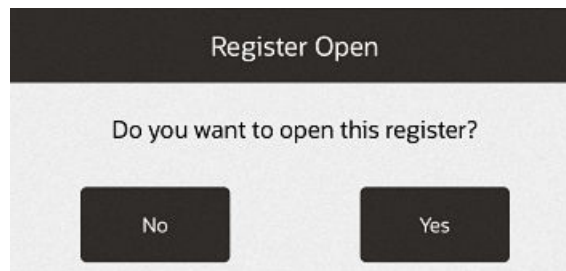 Register Open
Do you want to open this register?
No
Yes